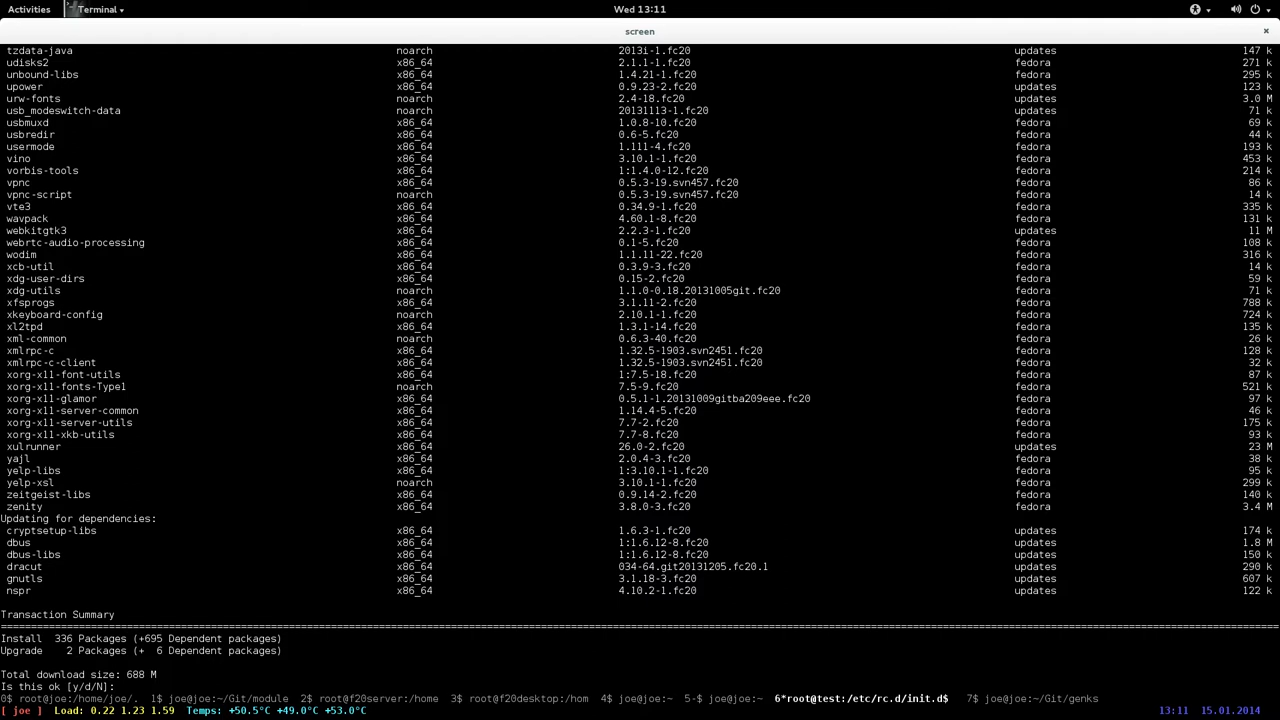 Activities Terminal Wed 13:11
screen ×
tzdata-java noarch 2013i-1.fc20 updates 147 k
udisks2 x86_64 2.1.1-1.fc20 fedora 271 k
unbound-libs x86_64 1.4.21-1.fc20 fedora 295 k
upower x86_64 0.9.23-2.fc20 updates 123 k
urw-fonts noarch 2.4-18.fc20 updates 3.0 M
usb_modeswitch-data noarch 20131113-1.fc20 updates 71 k
usbmuxd x86_64 1.0.8-10.fc20 fedora 69 k
usbredir x86_64 0.6-5.fc20 fedora 44 k
usermode x86_64 1.111-4.fc20 fedora 193 k
vino x86_64 3.10.1-1.fc20 fedora 453 k
vorbis-tools x86_64 1:1.4.0-12.fc20 fedora 214 k
vpnc x86_64 0.5.3-19.svn457.fc20 fedora 86 k
vpnc-script noarch 0.5.3-19.svn457.fc20 fedora 14 k
vte3 x86_64 0.34.9-1.fc20 fedora 335 k
wavpack x86_64 4.60.1-8.fc20 fedora 131 k
webkitgtk3 x86_64 2.2.3-1.fc20 updates 11 M
webrtc-audio-processing x86_64 0.1-5.fc20 fedora 108 k
wodim x86_64 1.1.11-22.fc20 fedora 316 k
xcb-util x86_64 0.3.9-3.fc20 fedora 14 k
xdg-user-dirs x86_64 0.15-2.fc20 fedora 59 k
xdg-utils noarch 1.1.0-0.18.20131005git.fc20 fedora 71 k
xfsprogs x86_64 3.1.11-2.fc20 fedora 788 k
xkeyboard-config noarch 2.10.1-1.fc20 fedora 724 k
xl2tpd x86_64 1.3.1-14.fc20 fedora 135 k
xml-common noarch 0.6.3-40.fc20 fedora 26 k
xmlrpc-c x86_64 1.32.5-1903.svn2451.fc20 fedora 128 k
xmlrpc-c-client x86_64 1.32.5-1903.svn2451.fc20 fedora 32 k
xorg-x11-font-utils x86_64 1:7.5-18.fc20 fedora 87 k
xorg-x11-fonts-Type1 noarch 7.5-9.fc20 fedora 521 k
xorg-x11-glamor x86_64 0.5.1-1.20131009gitba209eee.fc20 fedora 97 k
xorg-x11-server-common x86_64 1.14.4-5.fc20 fedora 46 k
xorg-x11-server-utils x86_64 7.7-2.fc20 fedora 175 k
xorg-x11-xkb-utils x86_64 7.7-8.fc20 fedora 93 k
xulrunner x86_64 26.0-2.fc20 updates 23 M
yajl x86_64 2.0.4-3.fc20 fedora 38 k
yelp-libs x86_64 1:3.10.1-1.fc20 fedora 95 k
yelp-xsl noarch 3.10.1-1.fc20 fedora 299 k
zeitgeist-libs x86_64 0.9.14-2.fc20 fedora 140 k
zenity x86_64 3.8.0-3.fc20 fedora 3.4 M
Updating for dependencies:
cryptsetup-libs x86_64 1.6.3-1.fc20 updates 174 k
dbus x86_64 1:1.6.12-8.fc20 updates 1.8 M
dbus-libs x86_64 1:1.6.12-8.fc20 updates 150 k
dracut x86_64 034-64.git20131205.fc20.1 updates 290 k
gnutls x86_64 3.1.18-3.fc20 updates 607 k
nspr x86_64 4.10.2-1.fc20 updates 122 k
Transaction Summary
Install 336 Packages (+695 Dependent packages)
Upgrade 2 Packages (+ 6 Dependent packages)
Total download size: 688 M
Is this ok [y/d/N]:
0$ root@joe:/home/joe/. 1$ joe@joe:~/Git/module 2$ root@f20server:/home 3$ root@f20desktop:/hom 4$ joe@joe:~ 5-$ joe@joe:~ 6*root@test:/etc/rc.d/init.d$ 7$ joe@joe:~/Git/genks
[ joe ] Load: 0.22 1.23 1.59 Temps: +50.5°C +49.0°C +53.0°C 13:11 15.01.2014